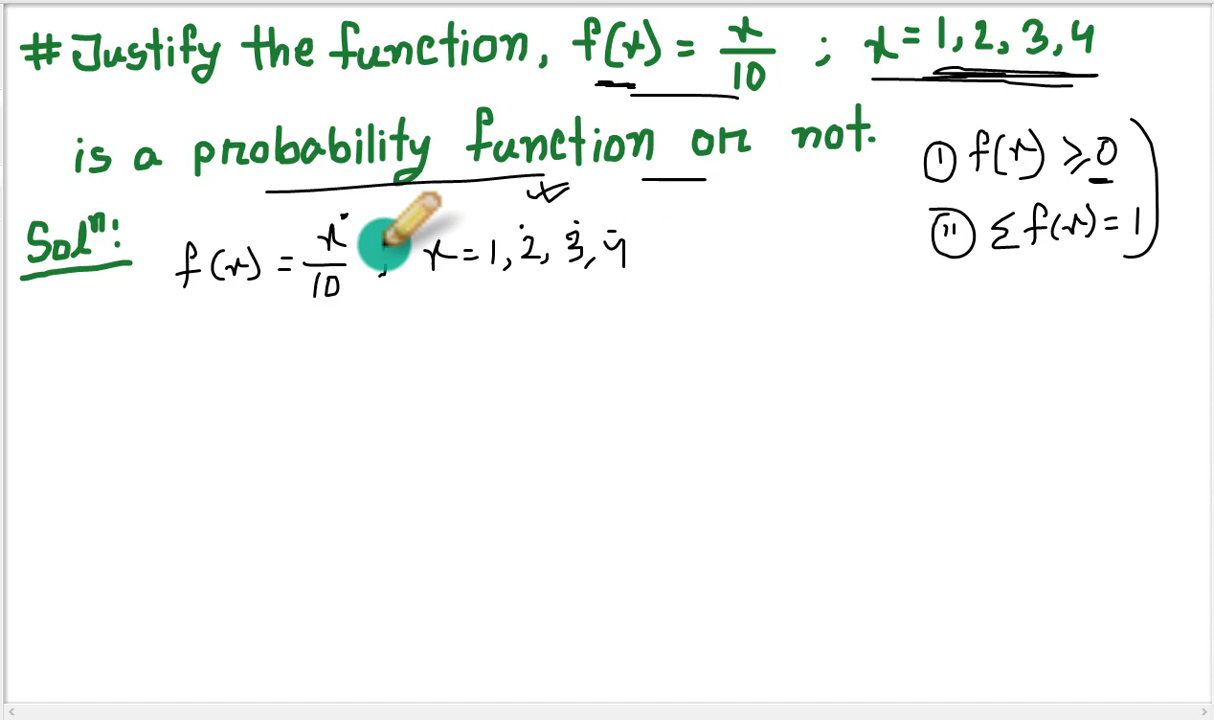 # Justify the function, f(x) = x/10 ; x = 1, 2, 3, 4
is a probability function or not.
① f(x) ≥ 0
ⓘⓘ Σ f(x) = 1
Solⁿ:
f(x) = x/10 ; x = 1, 2, 3, 4